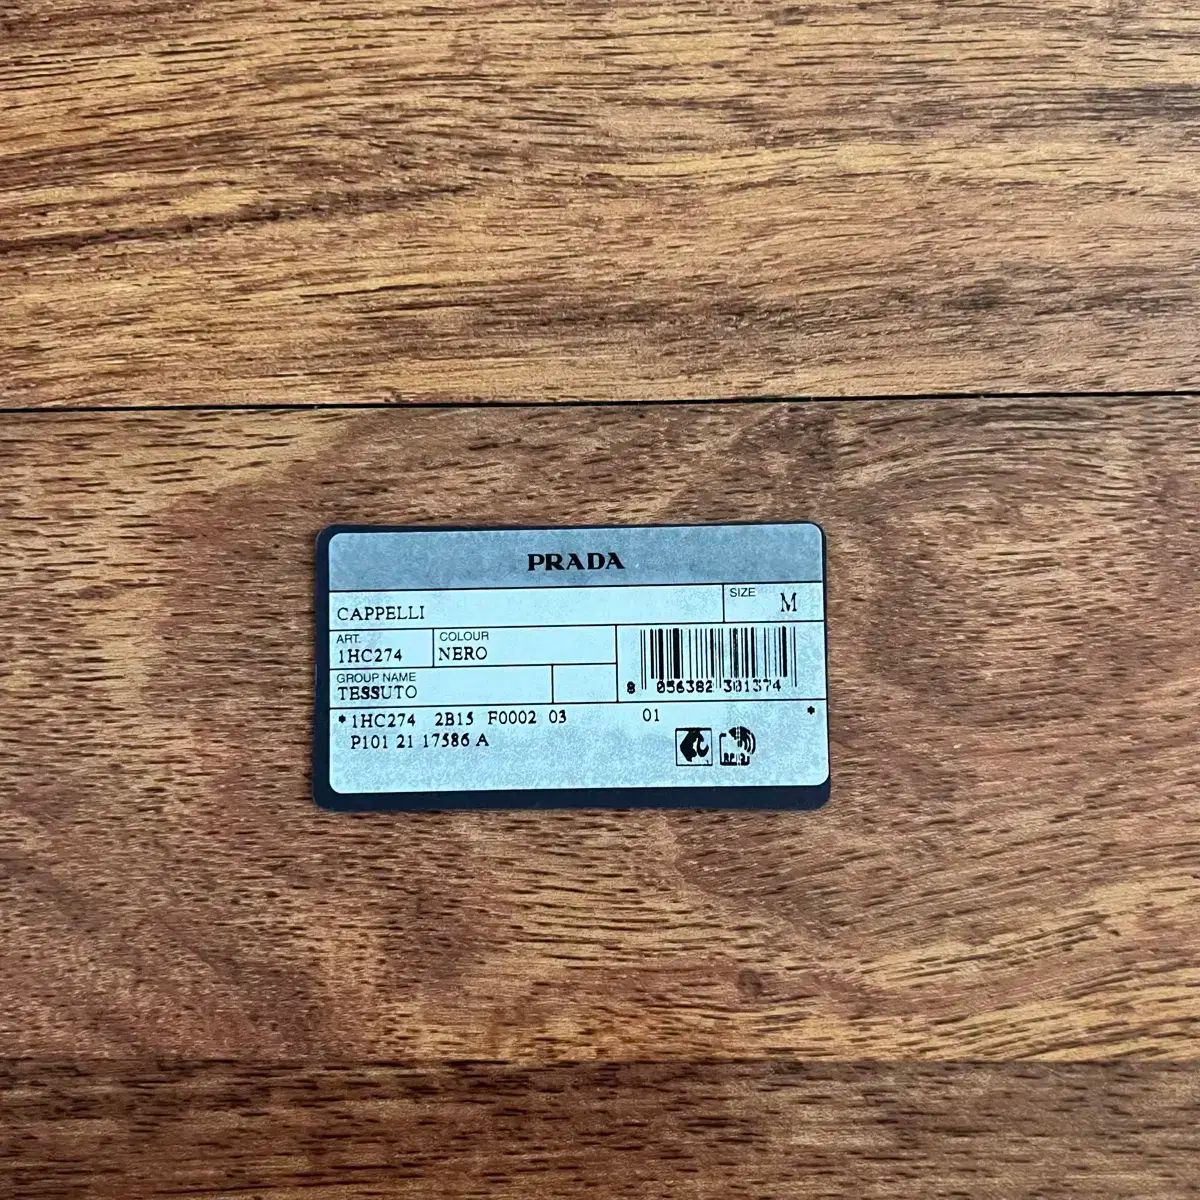 PRADA
CAPPELLI
SIZE
M
ART.
1HC274
COLOUR
NERO
GROUP NAME
TESSUTO
8 056382 301374
* 1HC274 2B15 F0002 03 01 *
P101 21 17586 A